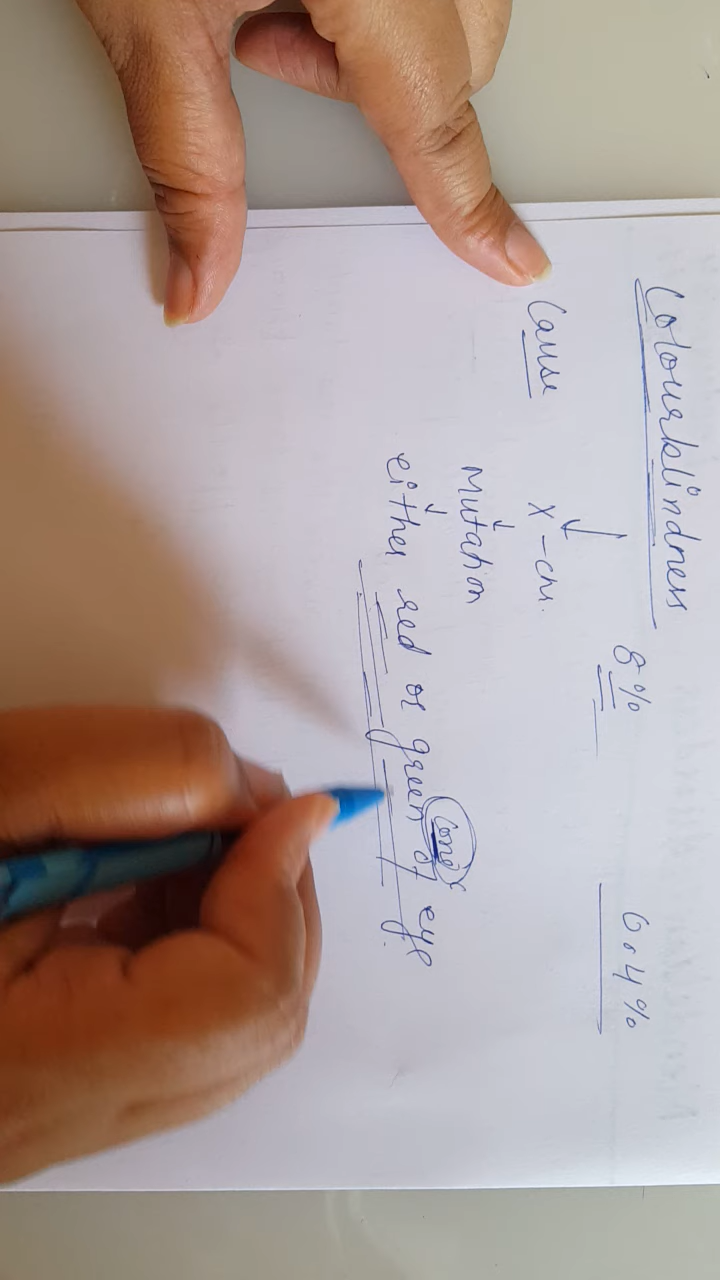 Colourblindness
8% 0.4%
Cause X-chr.
Mutation
cone
either red or green of eye